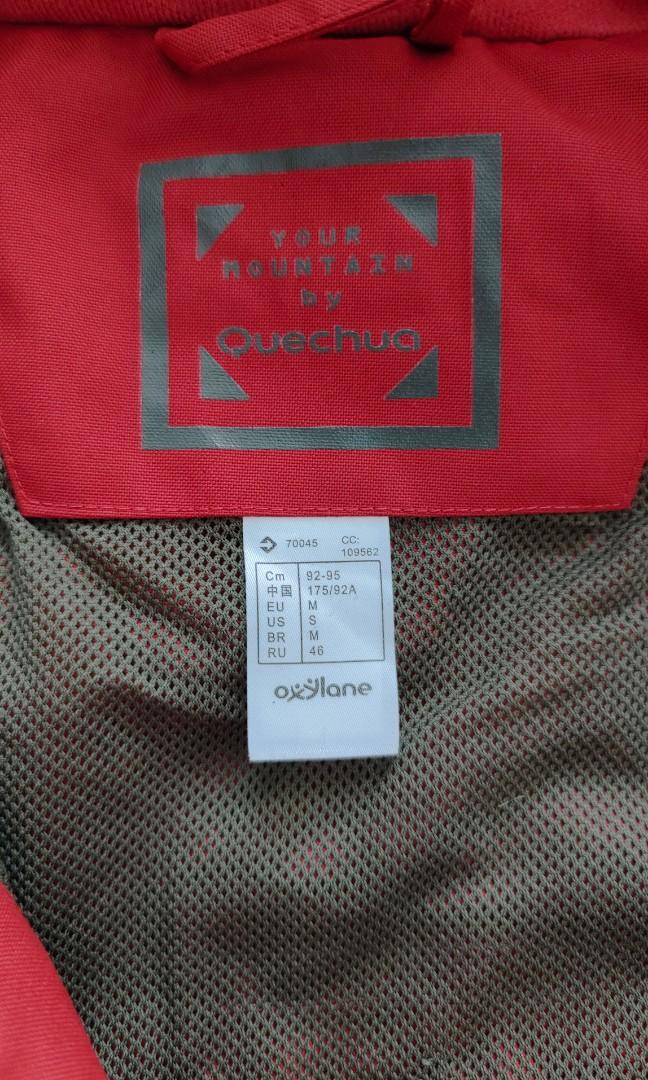 YOUR
MOUNTAIN
by
Quechua
70045 CC:
109562
Cm 92-95
中国 175/92A
EU M
US S
BR M
RU 46
oxylane